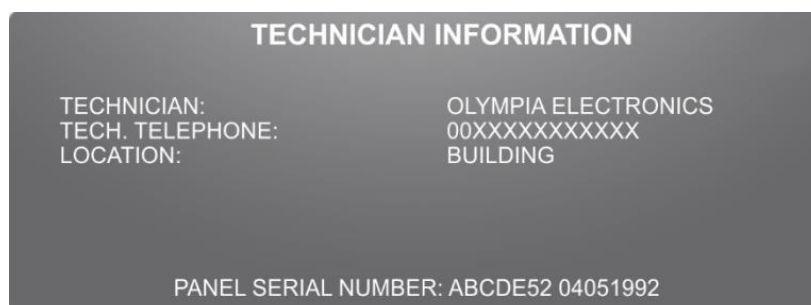 TECHNICIAN INFORMATION
TECHNICIAN: OLYMPIA ELECTRONICS
TECH. TELEPHONE: 00XXXXXXXXXXX
LOCATION: BUILDING
PANEL SERIAL NUMBER: ABCDE52 04051992